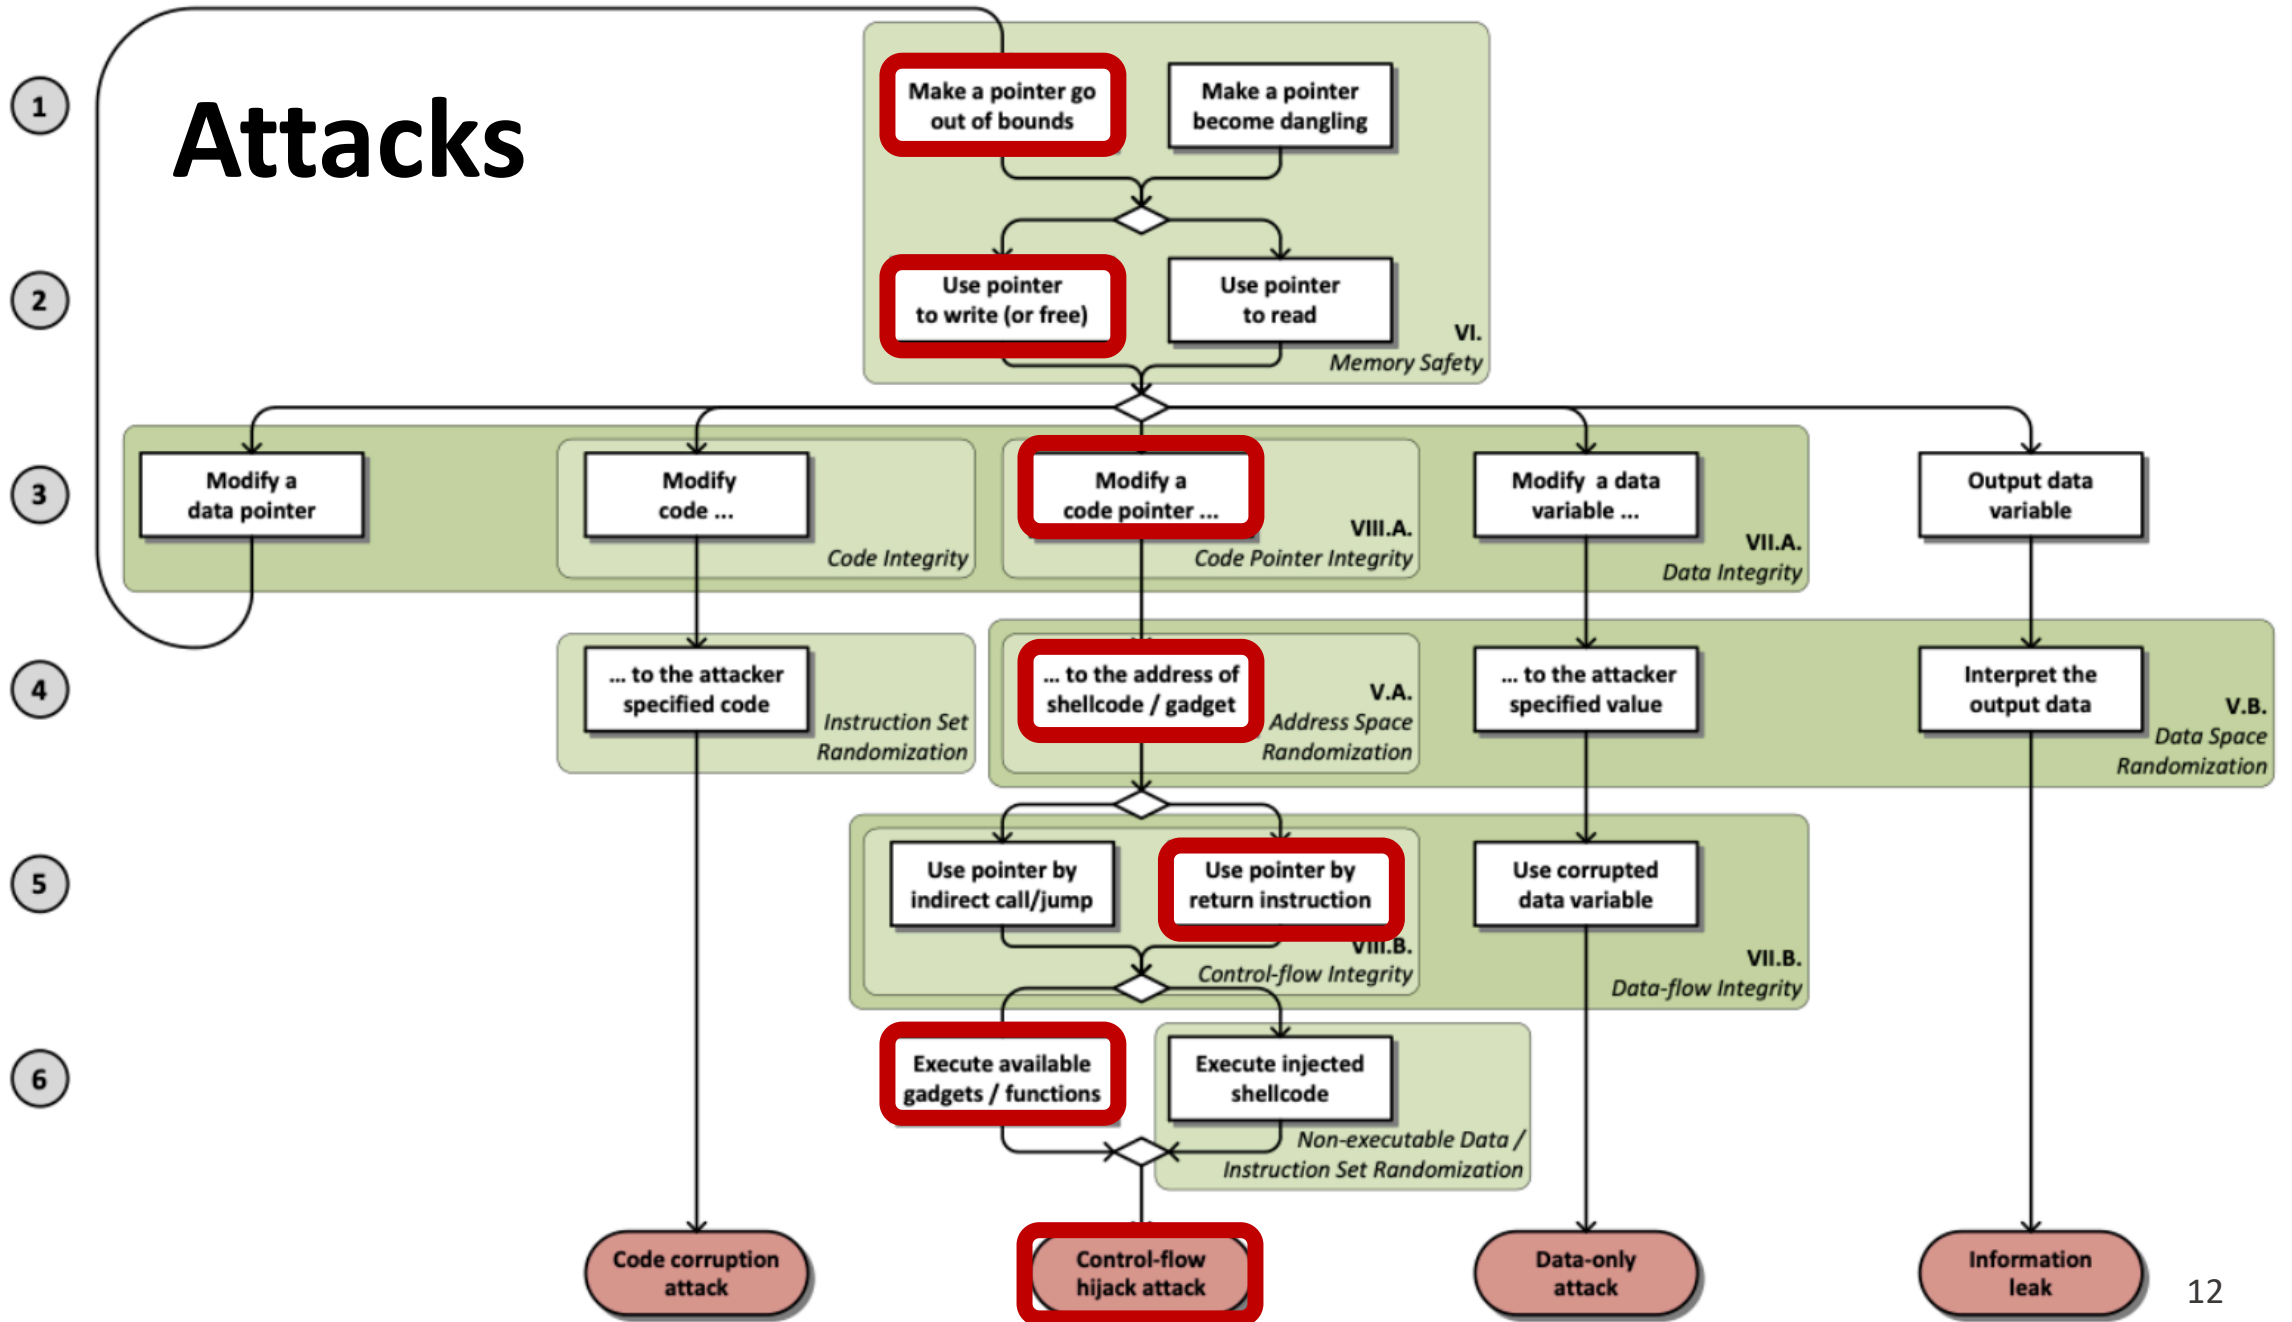 Attacks
1
Make a pointer go
out of bounds
Make a pointer
become dangling
2
Use pointer
to write (or free)
Use pointer
to read
VI.
Memory Safety
3
Modify a
data pointer
Modify
code ...
Code Integrity
Modify a
code pointer ...
VIII.A.
Code Pointer Integrity
Modify a data
variable ...
VII.A.
Data Integrity
Output data
variable
4
... to the attacker
specified code
Instruction Set
Randomization
... to the address of
shellcode / gadget
V.A.
Address Space
Randomization
... to the attacker
specified value
Interpret the
output data
V.B.
Data Space
Randomization
5
Use pointer by
indirect call/jump
Use pointer by
return instruction
VIII.B.
Control-flow Integrity
Use corrupted
data variable
VII.B.
Data-flow Integrity
6
Execute available
gadgets / functions
Execute injected
shellcode
Non-executable Data /
Instruction Set Randomization
Code corruption
attack
Control-flow
hijack attack
Data-only
attack
Information
leak
12